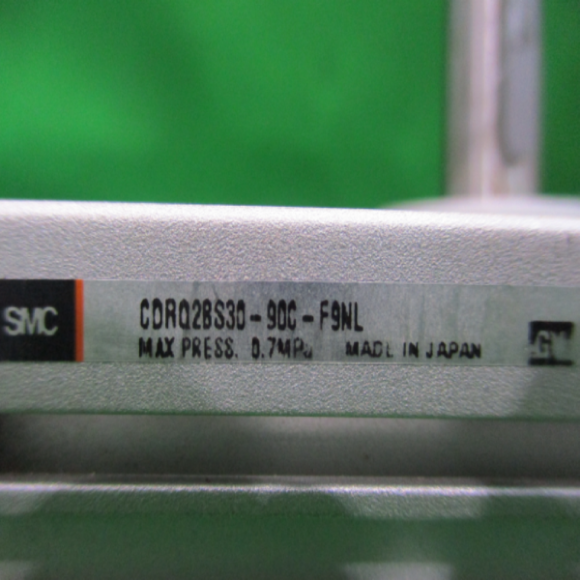 SMC
CDRQ2BS30-90C-F9NL
MAX PRESS. 0.7MPa MADE IN JAPAN